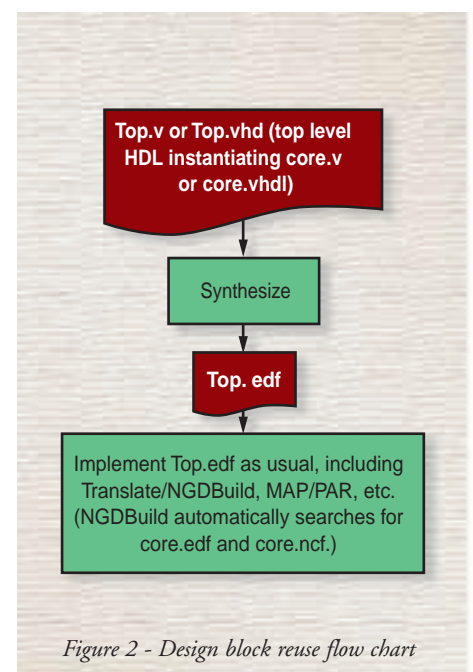 Top.v or Top.vhd (top level
HDL instantiating core.v
or core.vhdl)
Synthesize
Top. edf
Implement Top.edf as usual, including
Translate/NGDBuild, MAP/PAR, etc.
(NGDBuild automatically searches for
core.edf and core.ncf.)
Figure 2 - Design block reuse flow chart